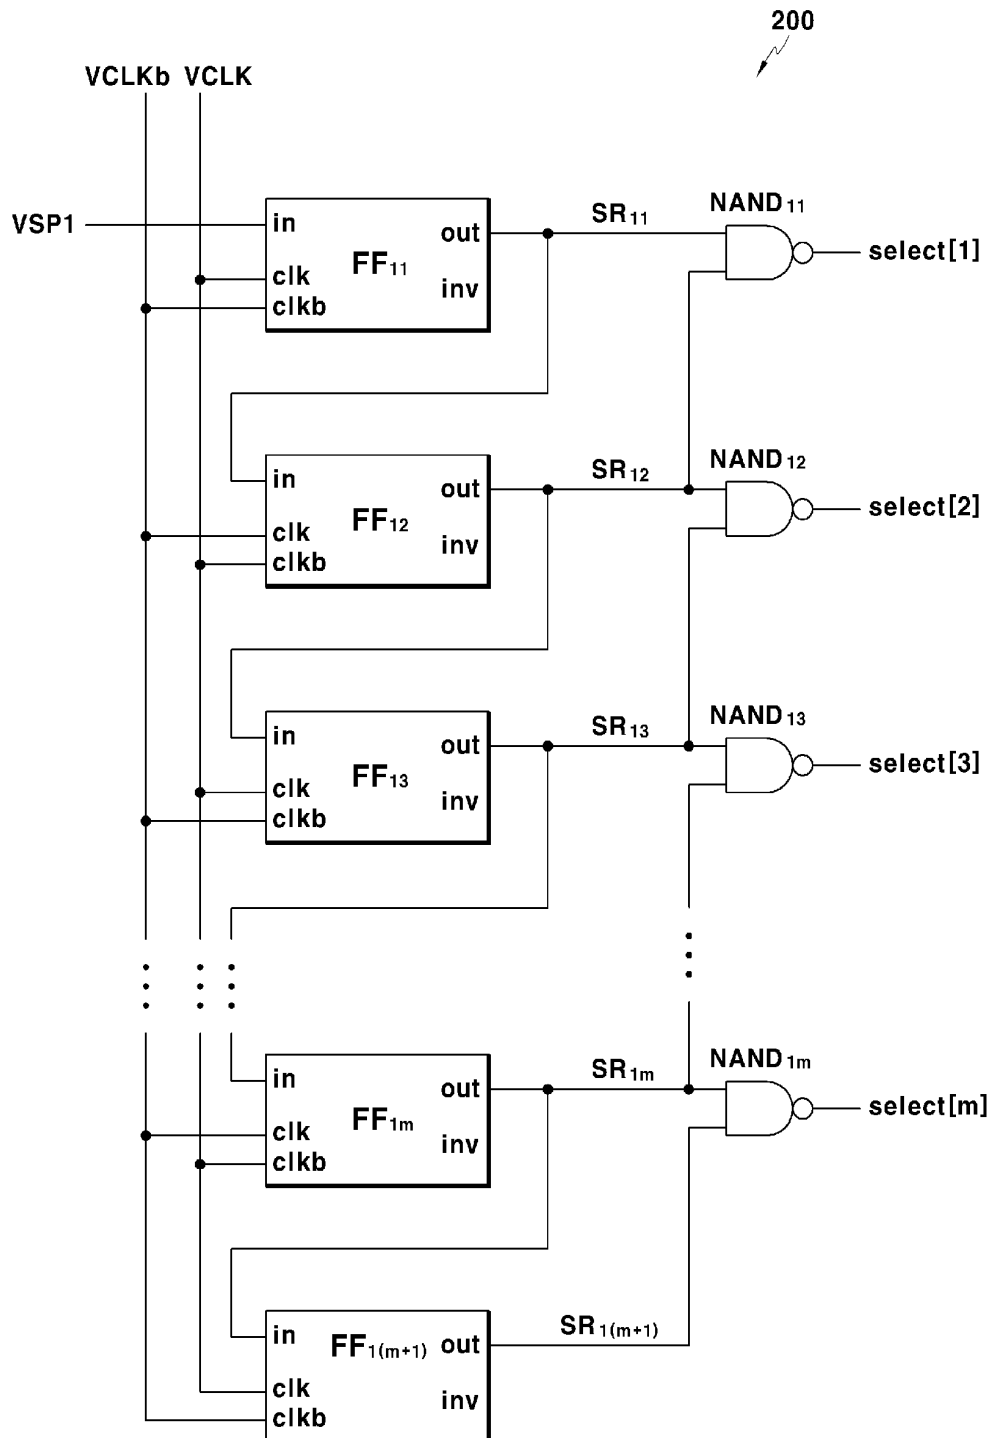 200
VCLKb VCLK
VSP1
in
clk
clkb
FF11
out
inv
SR11
NAND11
select[1]
in
clk
clkb
FF12
out
inv
SR12
NAND12
select[2]
in
clk
clkb
FF13
out
inv
SR13
NAND13
select[3]
in
clk
clkb
FF1m
out
inv
SR1m
NAND1m
select[m]
in
clk
clkb
FF1(m+1)
out
inv
SR1(m+1)